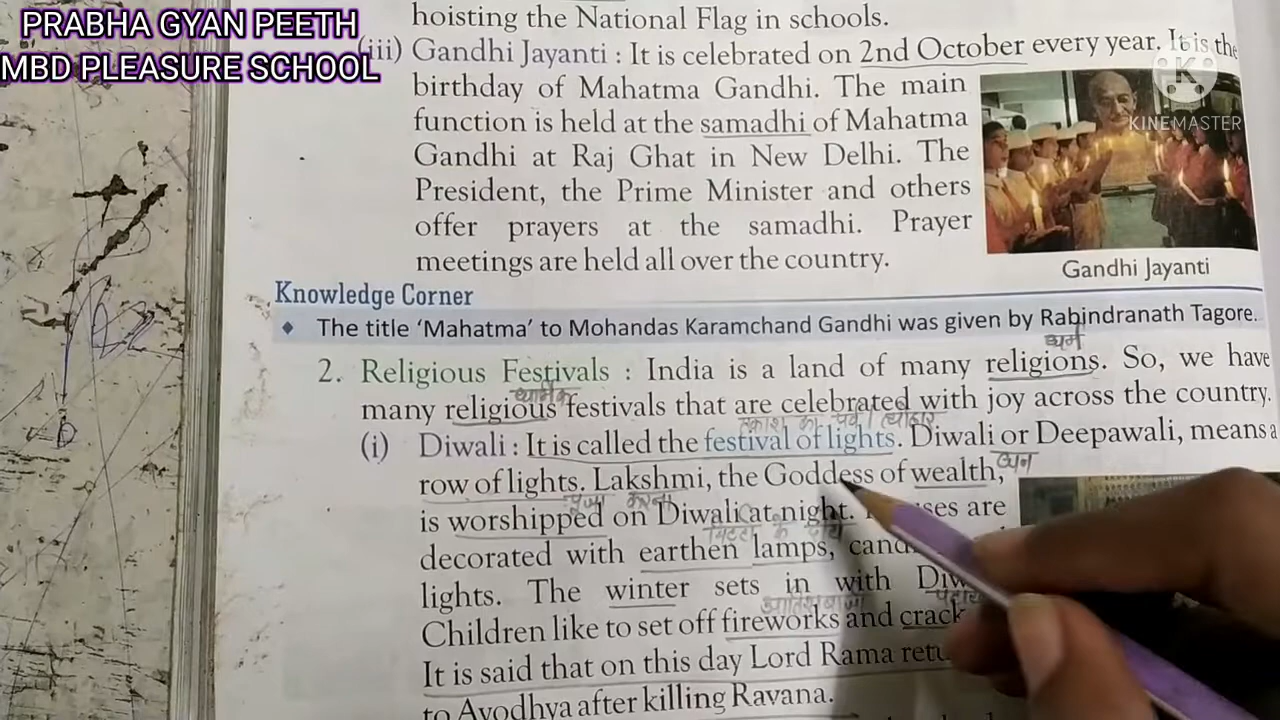 PRABHA GYAN PEETH
MBD PLEASURE SCHOOL
KINEMASTER
hoisting the National Flag in schools.
(iii) Gandhi Jayanti : It is celebrated on 2nd October every year. It is the
birthday of Mahatma Gandhi. The main
function is held at the samadhi of Mahatma
Gandhi at Raj Ghat in New Delhi. The
President, the Prime Minister and others
offer prayers at the samadhi. Prayer
meetings are held all over the country.
Gandhi Jayanti
Knowledge Corner
◆ The title ‘Mahatma’ to Mohandas Karamchand Gandhi was given by Rabindranath Tagore.
धर्म
2. Religious Festivals : India is a land of many religions. So, we have
धार्मिक
many religious festivals that are celebrated with joy across the country.
प्रकाश का पर्व / त्योहार
(i) Diwali : It is called the festival of lights. Diwali or Deepawali, means a
धन
row of lights. Lakshmi, the Goddess of wealth,
पूजा करना
is worshipped on Diwali at night. are
मिट्टी के दीये
decorated with earthen lamps,
lights. The winter sets in with
आतिशबाजी
Children like to set off fireworks and
It is said that on this day Lord Rama
to Ayodhya after killing Ravana.